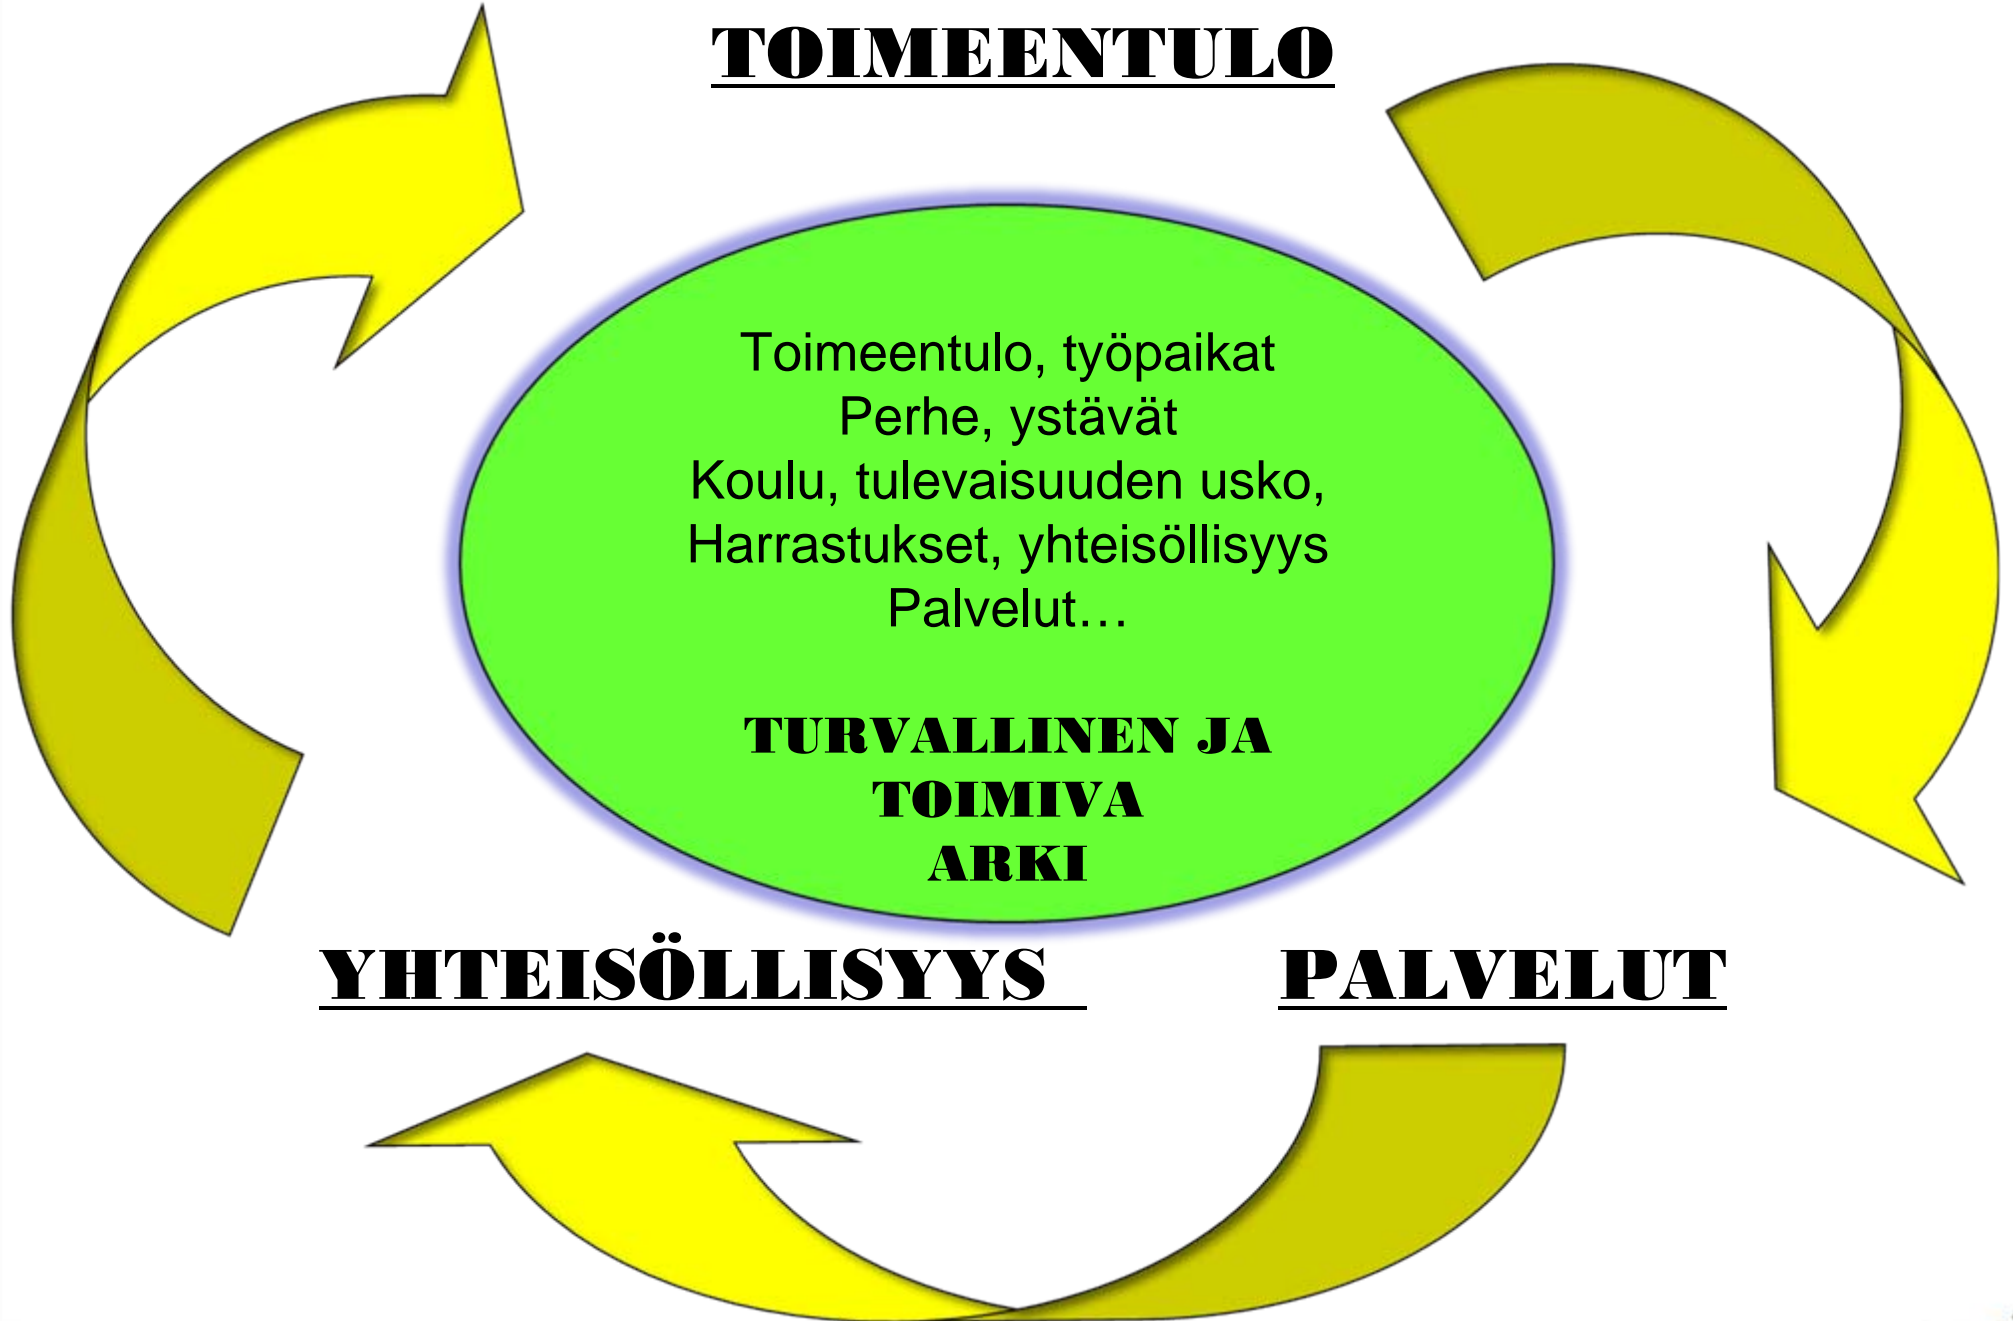 TOIMEENTULO
Toimeentulo, työpaikat
Perhe, ystävät
Koulu, tulevaisuuden usko,
Harrastukset, yhteisöllisyys
Palvelut…
TURVALLINEN JA
TOIMIVA
ARKI
YHTEISÖLLISYYS
PALVELUT